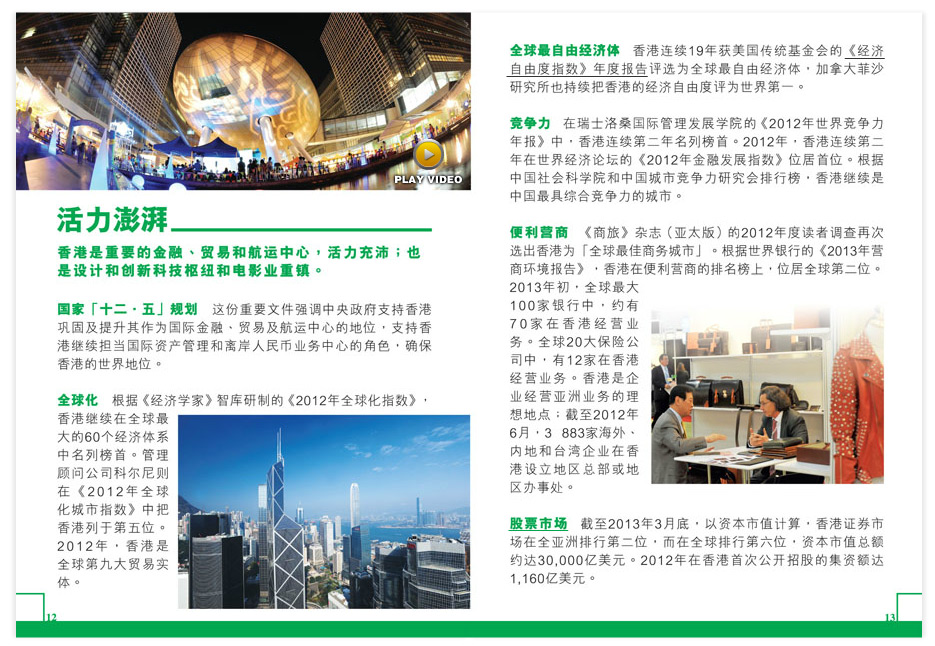 PLAY VIDEO
活力澎湃
香港是重要的金融、贸易和航运中心，活力充沛；也
是设计和创新科技枢纽和电影业重镇。
国家「十二·五」规划 这份重要文件强调中央政府支持香港
巩固及提升其作为国际金融、贸易及航运中心的地位，支持香
港继续担当国际资产管理和离岸人民币业务中心的角色，确保
香港的世界地位。
全球化 根据《经济学家》智库研制的《2012年全球化指数》，
香港继续在全球最
大的60个经济体系
中名列榜首。管理
顾问公司科尔尼则
在《2012年全球
化城市指数》中把
香港列于第五位。
2012年，香港是
全球第九大贸易实
体。
12
全球最自由经济体 香港连续19年获美国传统基金会的《经济
自由度指数》年度报告评选为全球最自由经济体，加拿大菲沙
研究所也持续把香港的经济自由度评为世界第一。
竞争力 在瑞士洛桑国际管理发展学院的《2012年世界竞争力
年报》中，香港连续第二年名列榜首。2012年，香港连续第二
年在世界经济论坛的《2012年金融发展指数》位居首位。根据
中国社会科学院和中国城市竞争力研究会排行榜，香港继续是
中国最具综合竞争力的城市。
便利营商 《商旅》杂志（亚太版）的2012年度读者调查再次
选出香港为「全球最佳商务城市」。根据世界银行的《2013年营
商环境报告》，香港在便利营商的排名榜上，位居全球第二位。
2013年初，全球最大
100家银行中，约有
70家在香港经营业
务。全球20大保险公
司中，有12家在香港
经营业务。香港是企
业经营亚洲业务的理
想地点；截至2012年
6月，3 883家海外、
内地和台湾企业在香
港设立地区总部或地
区办事处。
股票市场 截至2013年3月底，以资本市值计算，香港证券市
场在全亚洲排行第二位，而在全球排行第六位，资本市值总额
约达30,000亿美元。2012年在香港首次公开招股的集资额达
1,160亿美元。
13